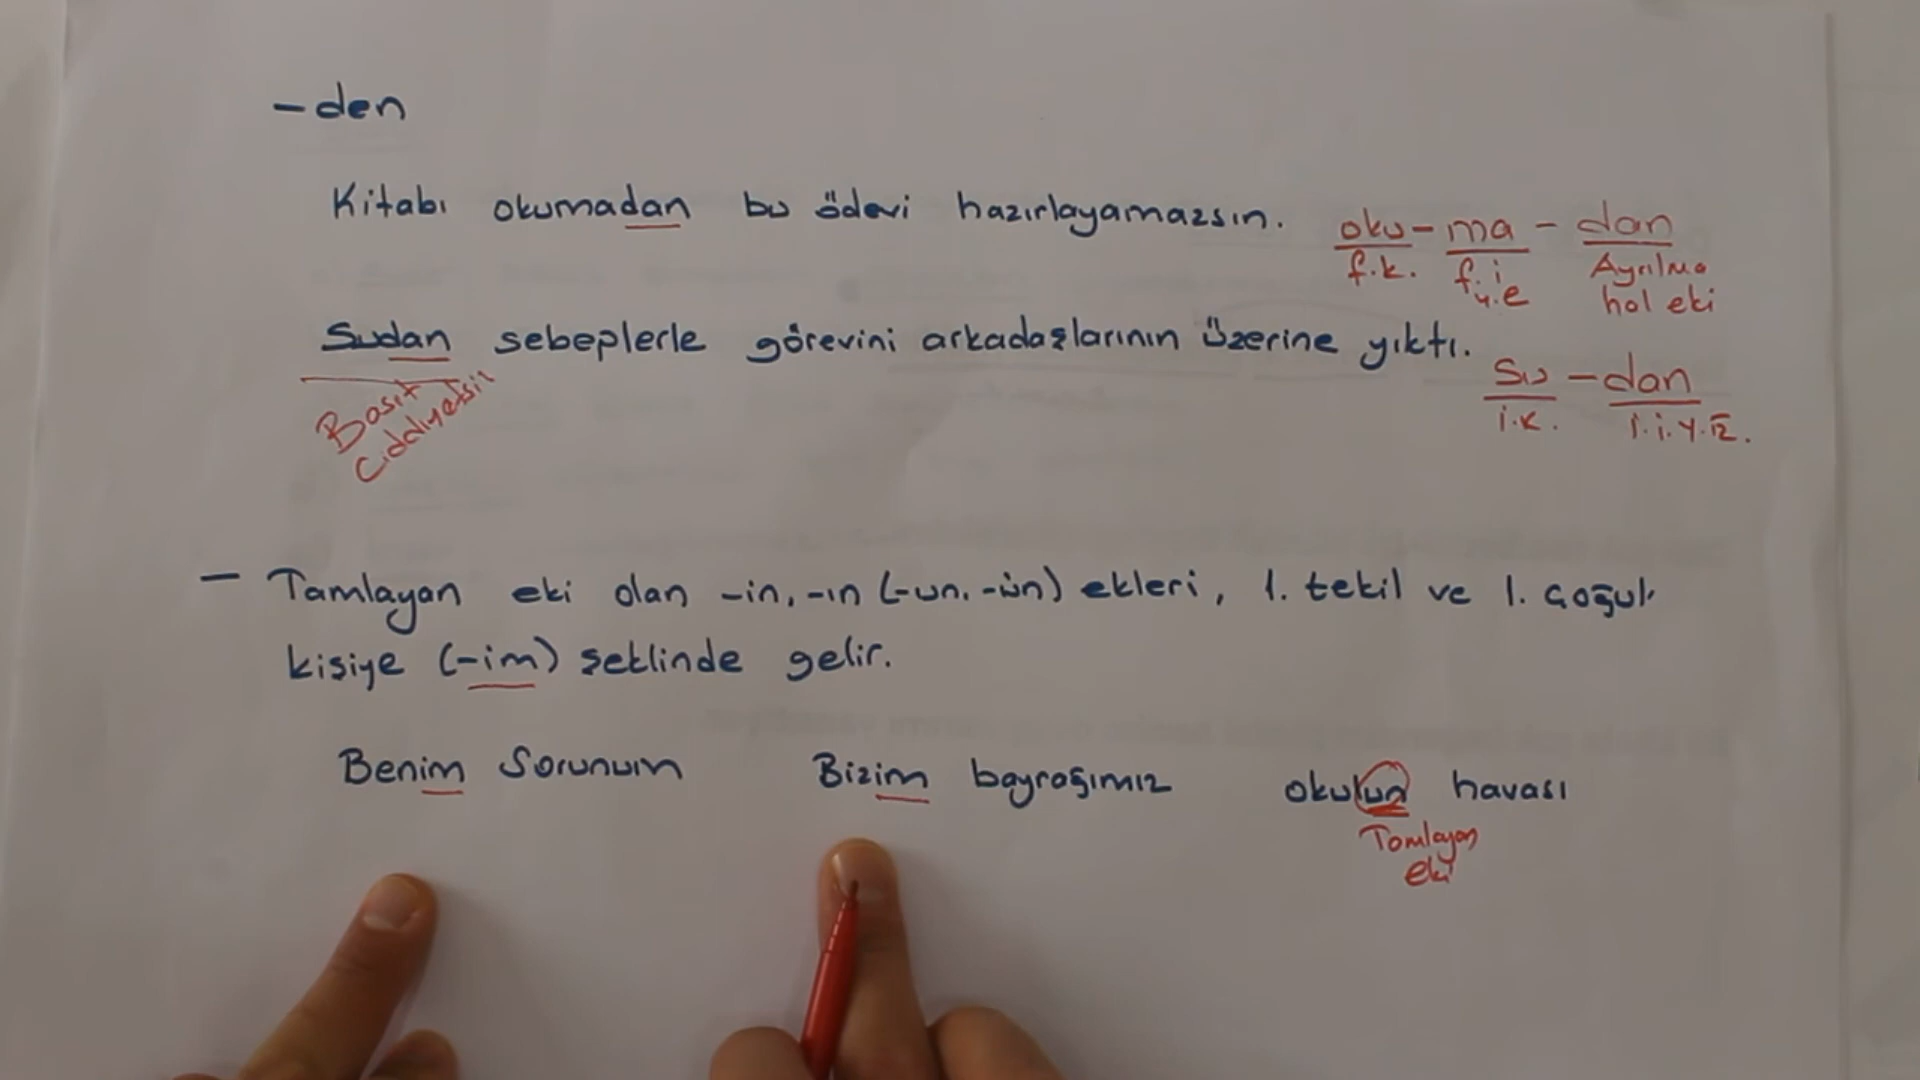 -den
Kitabı okumadan bu ödevi hazırlayamazsın.
oku - ma - dan
f.k. f.i.y.e Ayrılma hal eki
Sudan sebeplerle görevini arkadaşlarının üzerine yıktı.
Basit
Ciddiyetsiz
su - dan
i.k. i.i.y.E.
- Tamlayan eki olan -in, -ın (-un, -ün) ekleri, 1. tekil ve 1. çoğul
kişiye (-im) şeklinde gelir.
Benim sorunum Bizim bayrağımız okulun havası
Tamlayan
eki